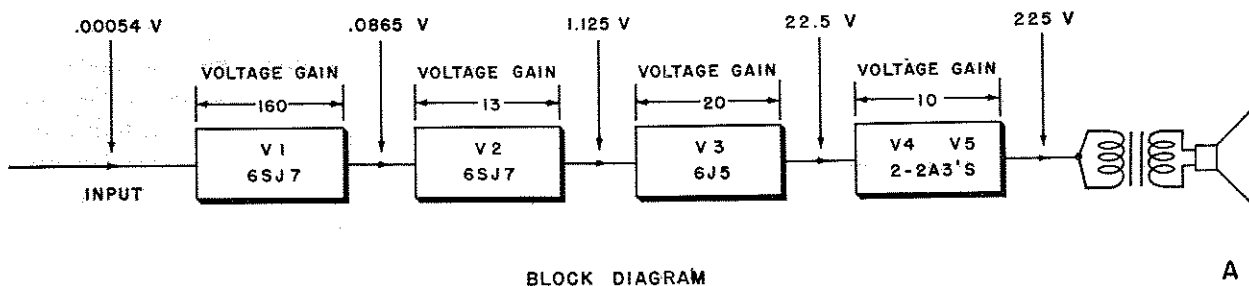 .00054 V .0865 V 1.125 V 22.5 V 225 V
VOLTAGE GAIN VOLTAGE GAIN VOLTAGE GAIN VOLTAGE GAIN
160 13 20 10
V1 V2 V3 V4 V5
6SJ7 6SJ7 6J5 2-2A3'S
INPUT
BLOCK DIAGRAM
A